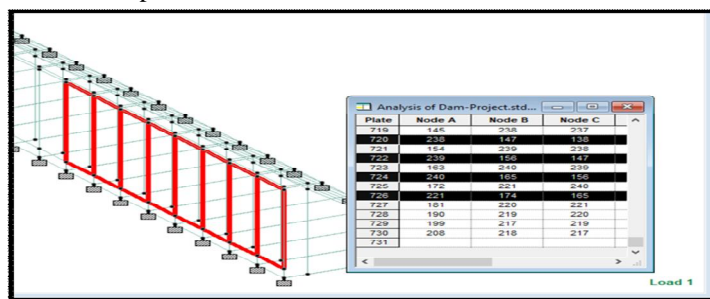 Analysis of Dam-Project.std...
Plate Node A Node B Node C
719 145 238 237
720 238 147 138
721 154 239 238
722 239 156 147
723 163 240 239
724 240 165 156
725 172 221 240
726 221 174 165
727 181 220 221
728 190 219 220
729 199 217 219
730 208 218 217
731
Load 1